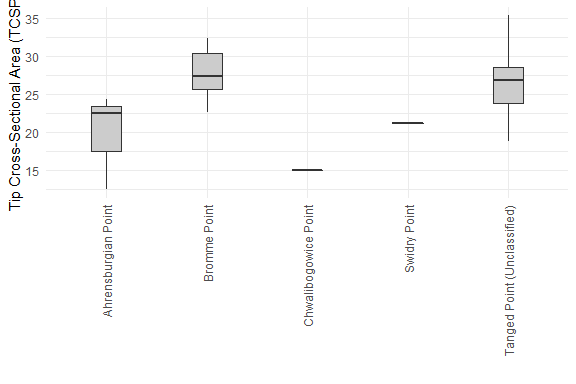 Tip Cross-Sectional Area (TCSP
35
30
25
20
15
Ahrensburgian Point
Bromme Point
Chwalibogowice Point
Swidry Point
Tanged Point (Unclassified)